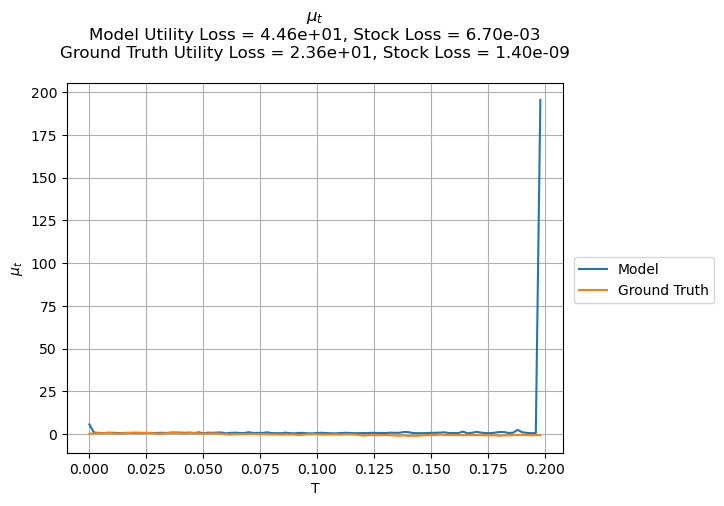 μt
Model Utility Loss = 4.46e+01, Stock Loss = 6.70e-03
Ground Truth Utility Loss = 2.36e+01, Stock Loss = 1.40e-09
200
175
150
125
100
75
50
25
0
μt
0.000 0.025 0.050 0.075 0.100 0.125 0.150 0.175 0.200
T
Model
Ground Truth